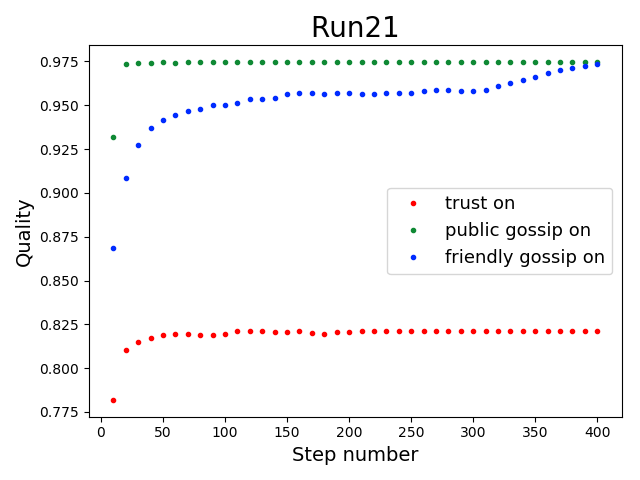 Run21
0.975
0.950
0.925
0.900
0.875
0.850
0.825
0.800
0.775
Quality
trust on
public gossip on
friendly gossip on
0 50 100 150 200 250 300 350 400
Step number